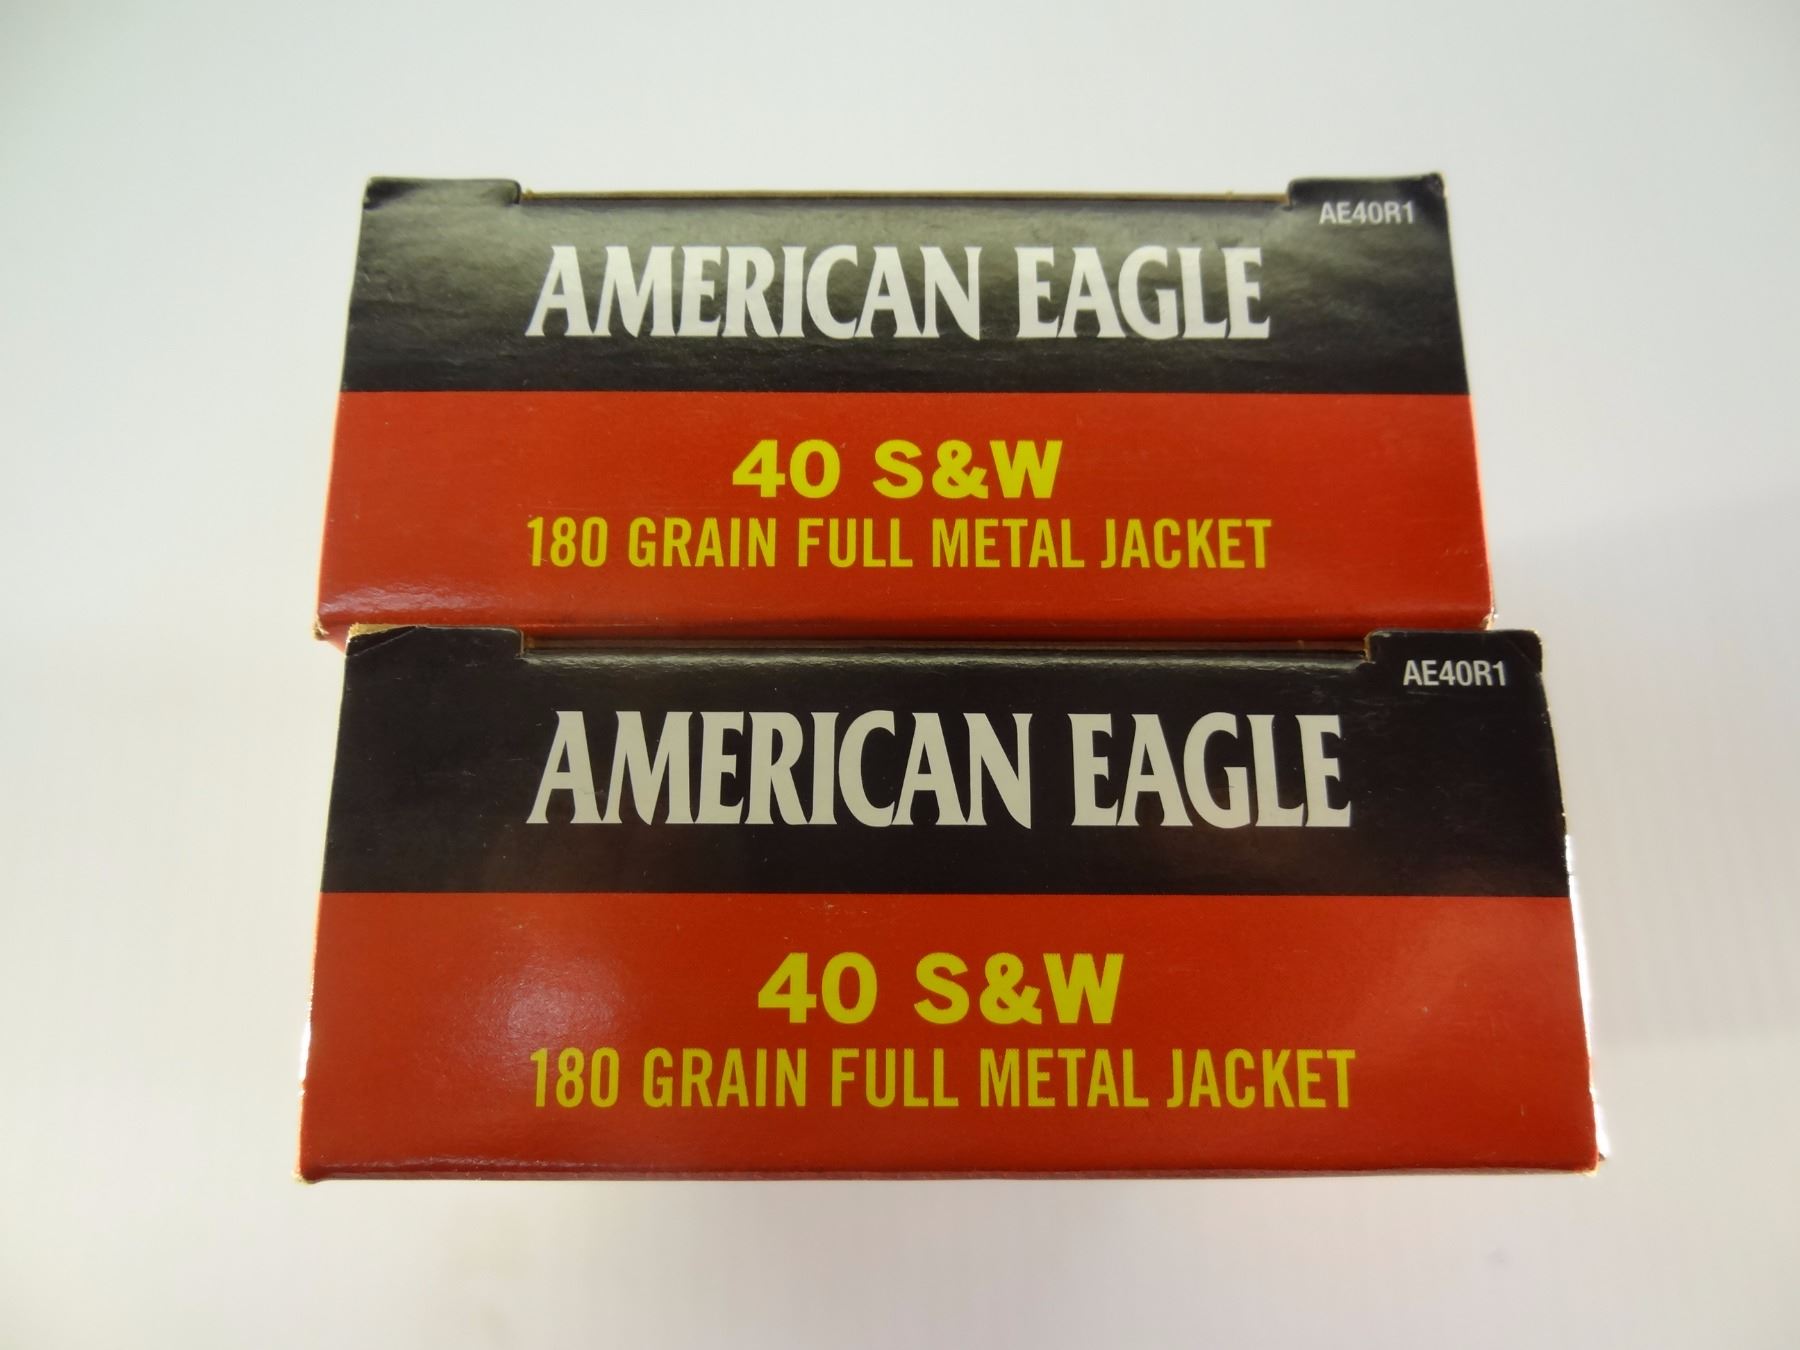 AE40R1
AMERICAN EAGLE
40 S&W
180 GRAIN FULL METAL JACKET
AE40R1
AMERICAN EAGLE
40 S&W
180 GRAIN FULL METAL JACKET